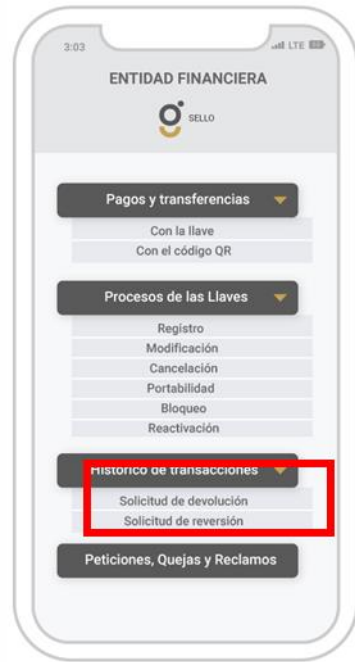 3:03 LTE
ENTIDAD FINANCIERA
SELLO
Pagos y transferencias
Con la llave
Con el código QR
Procesos de las Llaves
Registro
Modificación
Cancelación
Portabilidad
Bloqueo
Reactivación
Histórico de transacciones
Solicitud de devolución
Solicitud de reversión
Peticiones, Quejas y Reclamos